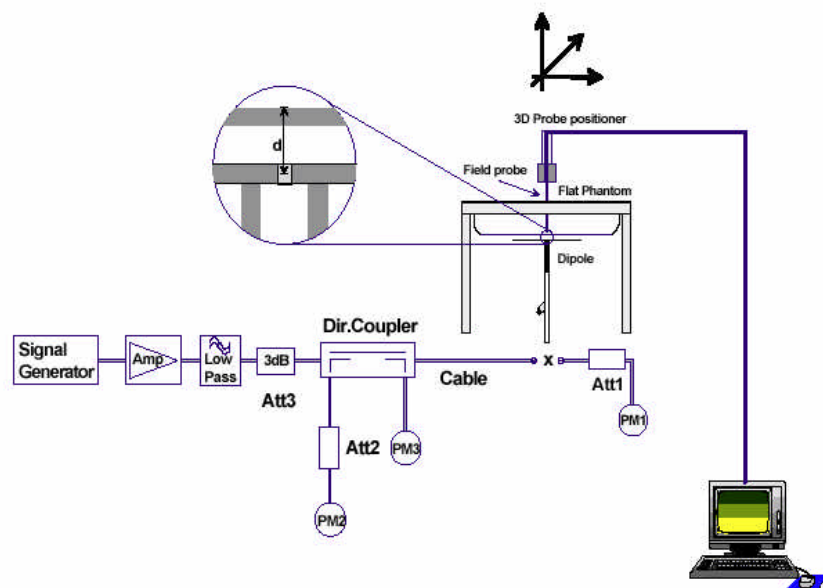 3D Probe positioner
d
Field probe
Flat Phantom
Dipole
Dir.Coupler
Signal
Generator
Amp
Low
Pass
3dB
Cable
x
Att1
Att3
PM1
Att2
PM3
PM2